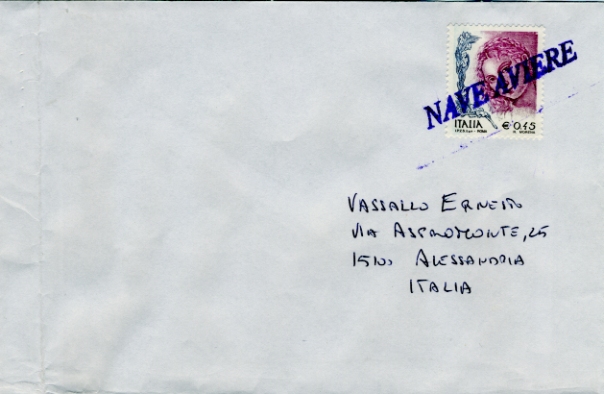 NAVE AVIERE
ITALIA
€ 0,45
VASSALLO ERNESTO
VIA ASPROMONTE, 25
15100 ALESSANDRIA
ITALIA